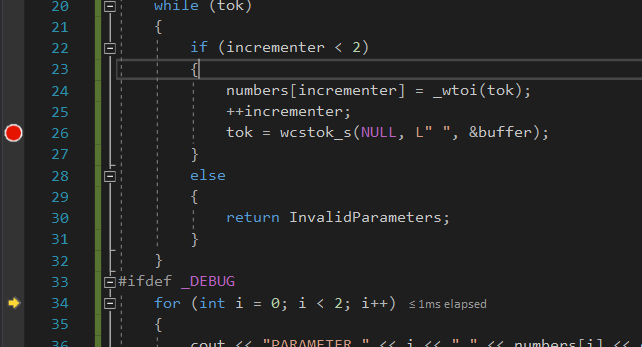 20 while (tok)
21 {
22 if (incrementer < 2)
23 {
24 numbers[incrementer] = _wtoi(tok);
25 ++incrementer;
26 tok = wcstok_s(NULL, L" ", &buffer);
27 }
28 else
29 {
30 return InvalidParameters;
31 }
32 }
33 #ifdef _DEBUG
34 for (int i = 0; i < 2; i++) ≤ 1ms elapsed
35 {
36 cout << "PARAMETER " << i << " " << numbers[i] <<